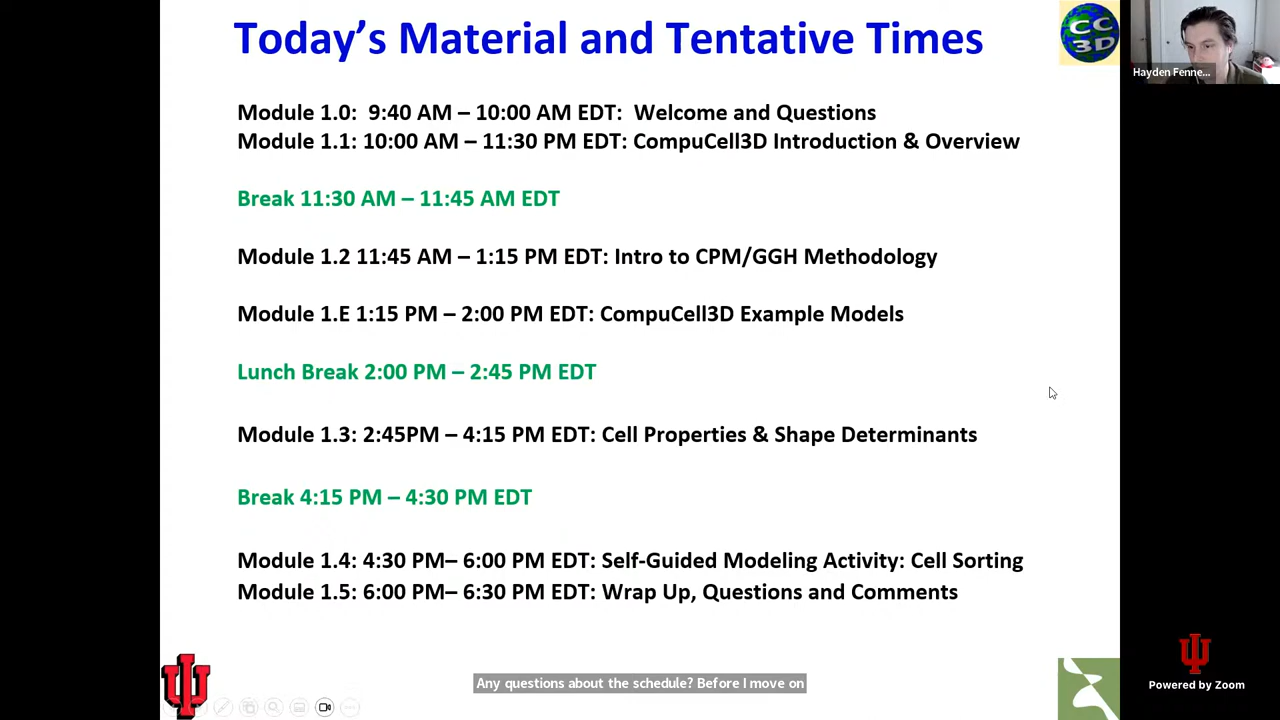 Today's Material and Tentative Times
CC
3D
Hayden Fenne...
Module 1.0:  9:40 AM – 10:00 AM EDT:  Welcome and Questions
Module 1.1: 10:00 AM – 11:30 PM EDT: CompuCell3D Introduction & Overview
Break 11:30 AM – 11:45 AM EDT
Module 1.2 11:45 AM – 1:15 PM EDT: Intro to CPM/GGH Methodology
Module 1.E 1:15 PM – 2:00 PM EDT: CompuCell3D Example Models
Lunch Break 2:00 PM – 2:45 PM EDT
Module 1.3: 2:45PM – 4:15 PM EDT: Cell Properties & Shape Determinants
Break 4:15 PM – 4:30 PM EDT
Module 1.4: 4:30 PM– 6:00 PM EDT: Self-Guided Modeling Activity: Cell Sorting
Module 1.5: 6:00 PM– 6:30 PM EDT: Wrap Up, Questions and Comments
Any questions about the schedule? Before I move on
Powered by Zoom